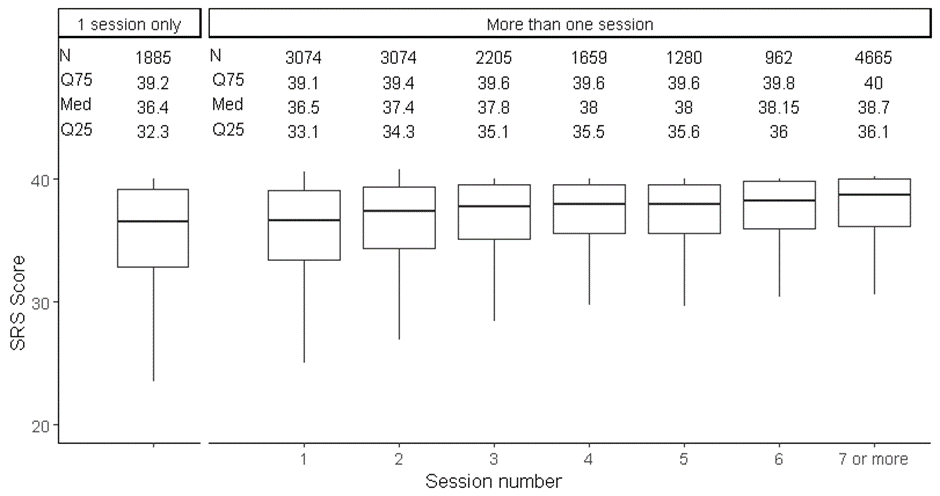 1 session only More than one session
N 1885 N 3074 3074 2205 1659 1280 962 4665
Q75 39.2 Q75 39.1 39.4 39.6 39.6 39.6 39.8 40
Med 36.4 Med 36.5 37.4 37.8 38 38 38.15 38.7
Q25 32.3 Q25 33.1 34.3 35.1 35.5 35.6 36 36.1
40
30
20
SRS Score
1 2 3 4 5 6 7 or more
Session number